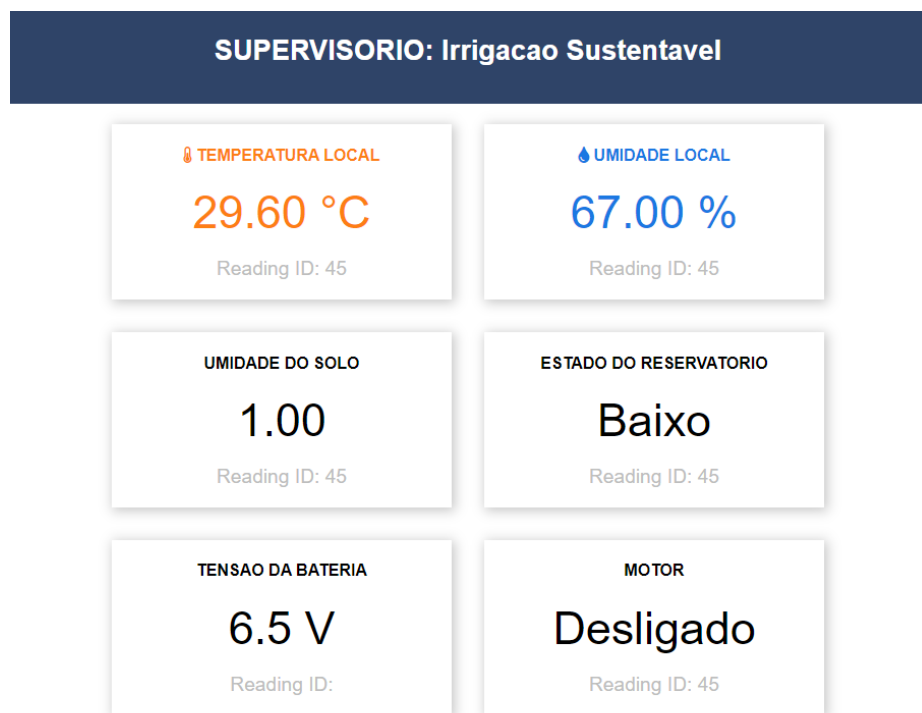 SUPERVISORIO: Irrigacao Sustentavel
TEMPERATURA LOCAL
29.60 °C
Reading ID: 45
UMIDADE LOCAL
67.00 %
Reading ID: 45
UMIDADE DO SOLO
1.00
Reading ID: 45
ESTADO DO RESERVATORIO
Baixo
Reading ID: 45
TENSAO DA BATERIA
6.5 V
Reading ID:
MOTOR
Desligado
Reading ID: 45